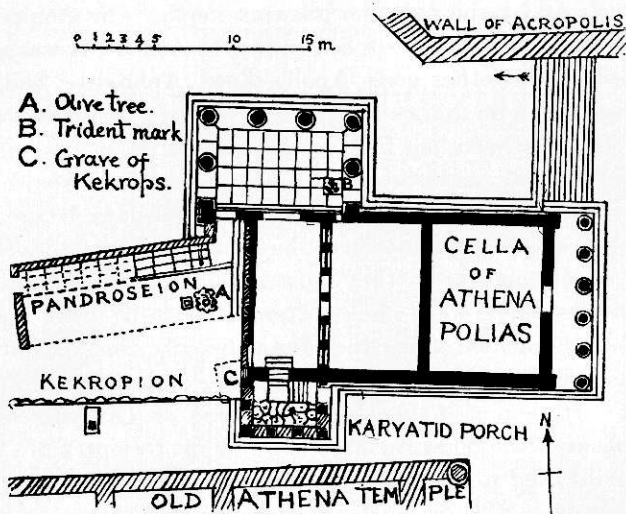 WALL OF ACROPOLIS
0 1 2 3 4 5 10 15 m
A. Olive tree.
B. Trident mark
C. Grave of
Kekrops.
B
CELLA
OF
ATHENA
POLIAS
PANDROSEION
A
KEKROPION
C
KARYATID PORCH
N
OLD ATHENA TEMPLE